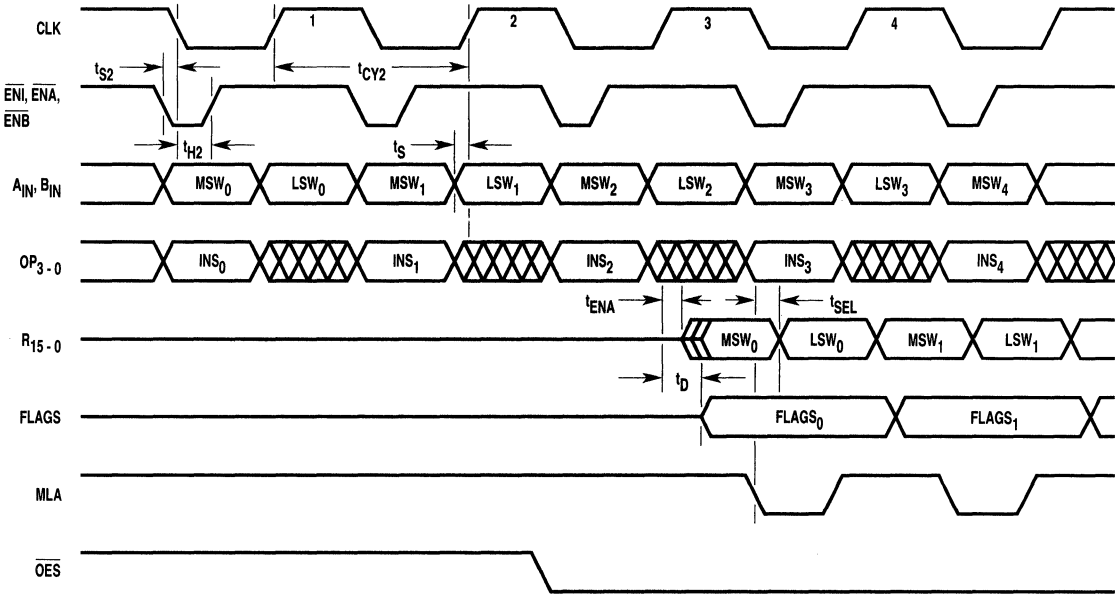 CLK 1 2 3 4
tS2 tCY2
ENI, ENA,
ENB
tH2 tS
AIN, BIN MSW0 LSW0 MSW1 LSW1 MSW2 LSW2 MSW3 LSW3 MSW4
OP3 - 0 INS0 INS1 INS2 INS3 INS4
tENA tSEL
R15 - 0 MSW0 LSW0 MSW1 LSW1
tD
FLAGS FLAGS0 FLAGS1
MLA
OES